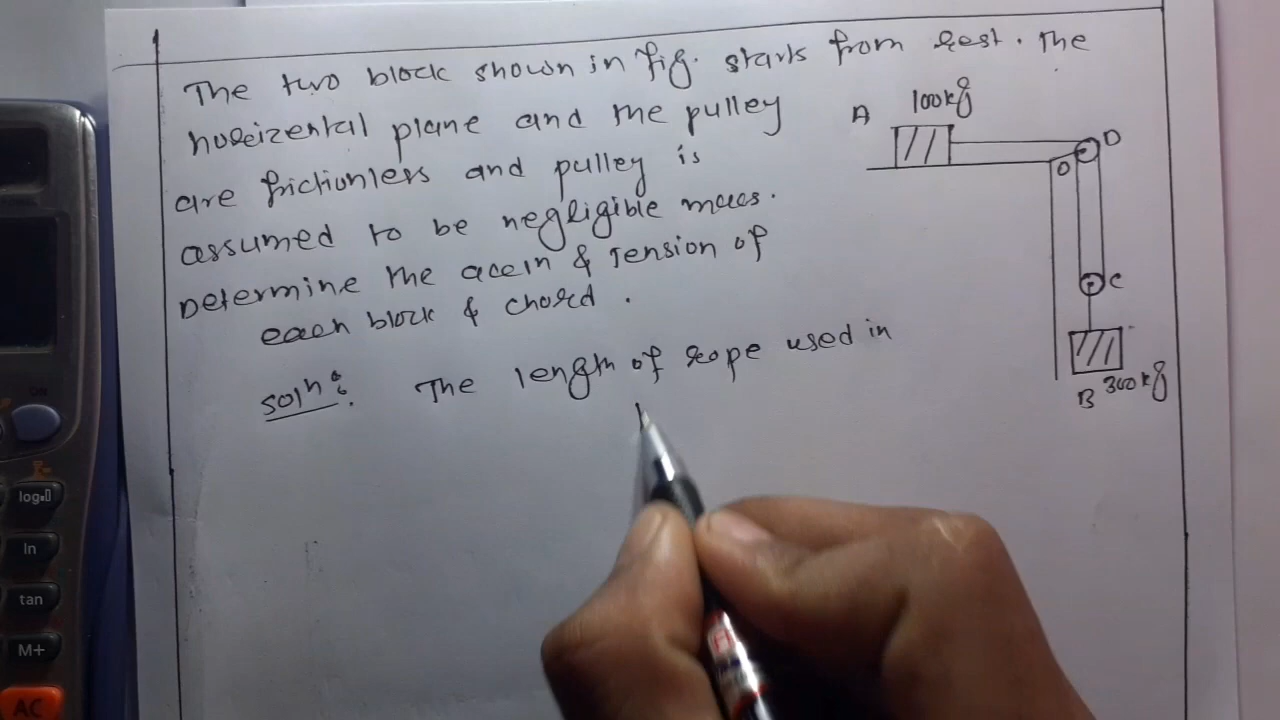 The two block shown in fig. starts from rest. The
horizental plane and the pulley
are frictionless and pulley is
assumed to be negligible mass.
Determine the accln & Tension of
each block & chord.
Soln:. The length of rope used in
A 100kg
D
O
C
B 300kg
ON
log
ln
tan
M+
AC